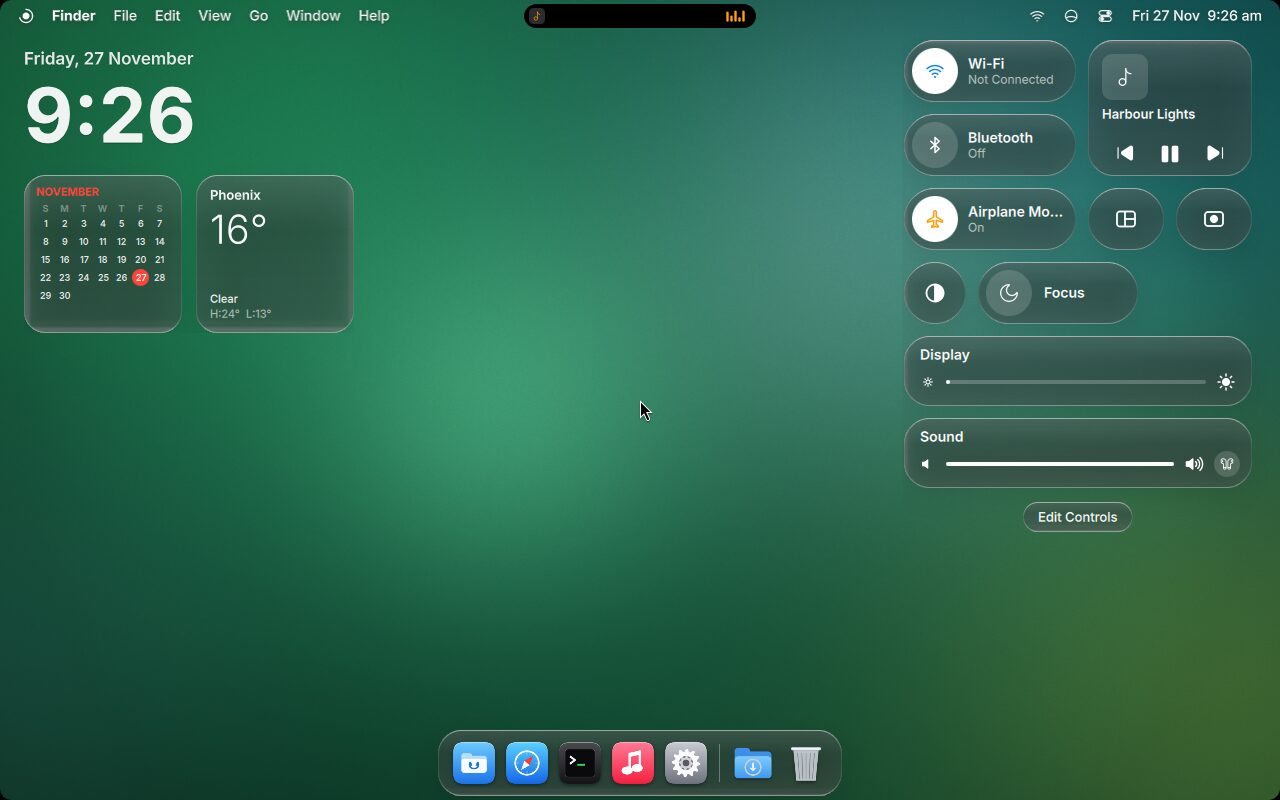 Finder File Edit View Go Window Help
Fri 27 Nov 9:26 am
Friday, 27 November
9:26
NOVEMBER
S M T W T F S
1 2 3 4 5 6 7
8 9 10 11 12 13 14
15 16 17 18 19 20 21
22 23 24 25 26 27 28
29 30
Phoenix
16°
Clear
H:24° L:13°
Wi-Fi
Not Connected
Harbour Lights
Bluetooth
Off
Airplane Mo...
On
Focus
Display
Sound
Edit Controls
>_